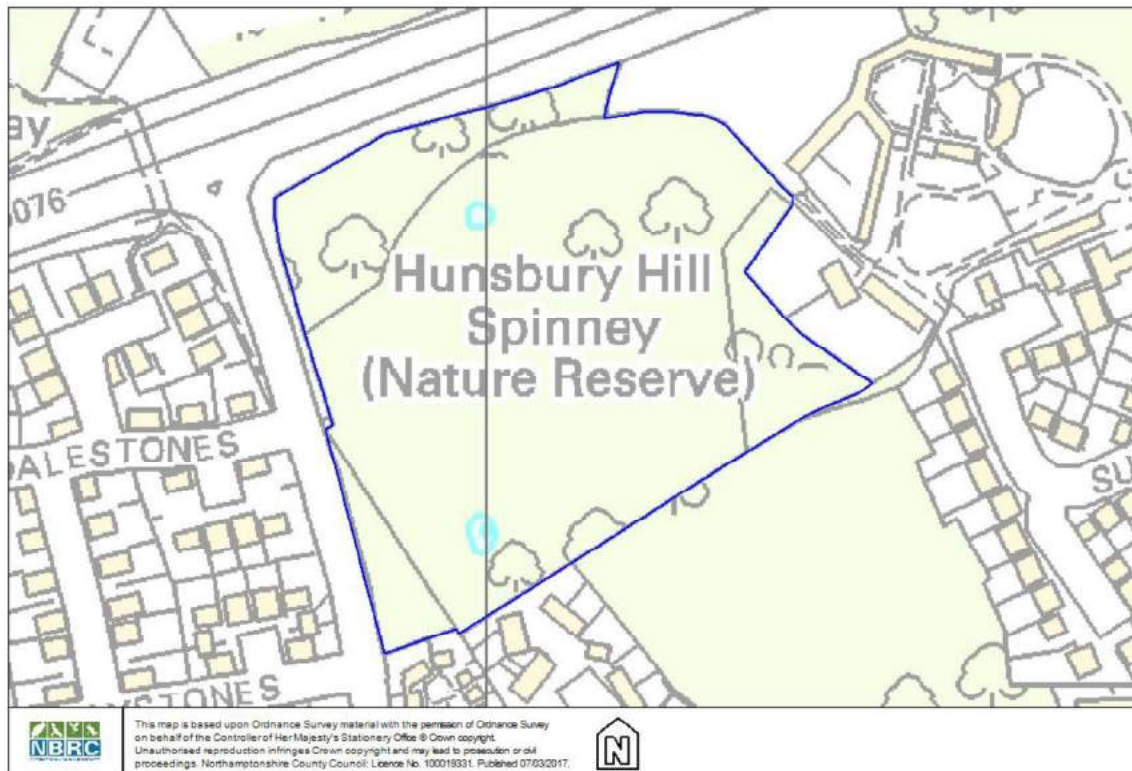 ay
076
Hunsbury Hill
Spinney
(Nature Reserve)
DALESTONES
SU
STONES
NBRC
This map is based upon Ordnance Survey material with the permission of Ordnance Survey
on behalf of the Controller of Her Majesty's Stationery Office © Crown copyright.
Unauthorised reproduction infringes Crown copyright and may lead to prosecution or civil
proceedings. Northamptonshire County Council: Licence No. 100019331. Published 07/03/2017.
N